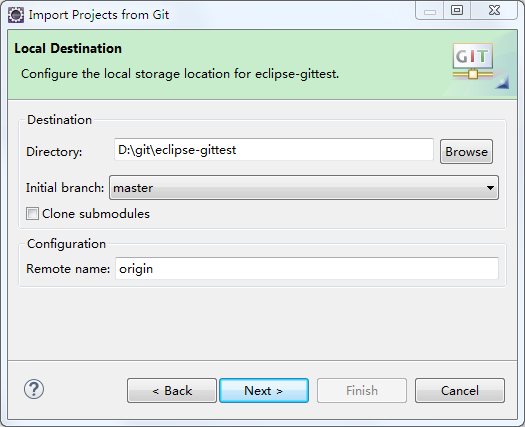 Import Projects from Git
Local Destination
Configure the local storage location for eclipse-gittest.
GIT
Destination
Directory: D:\git\eclipse-gittest Browse
Initial branch: master
Clone submodules
Configuration
Remote name: origin
?
< Back Next > Finish Cancel